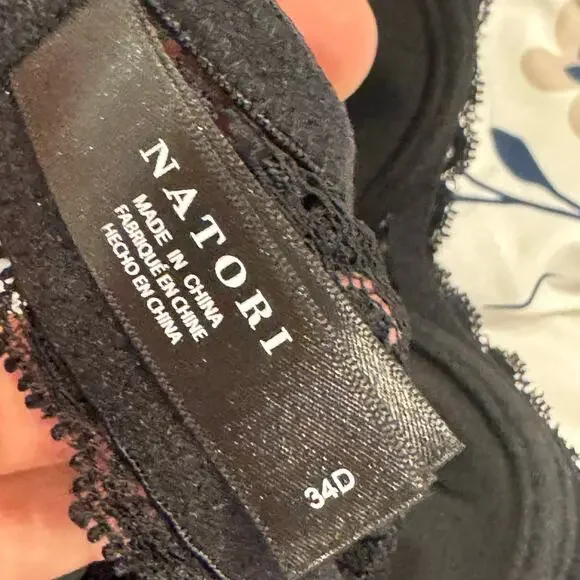 NATORI
MADE IN CHINA
FABRIQUÉ EN CHINE
HECHO EN CHINA
34D